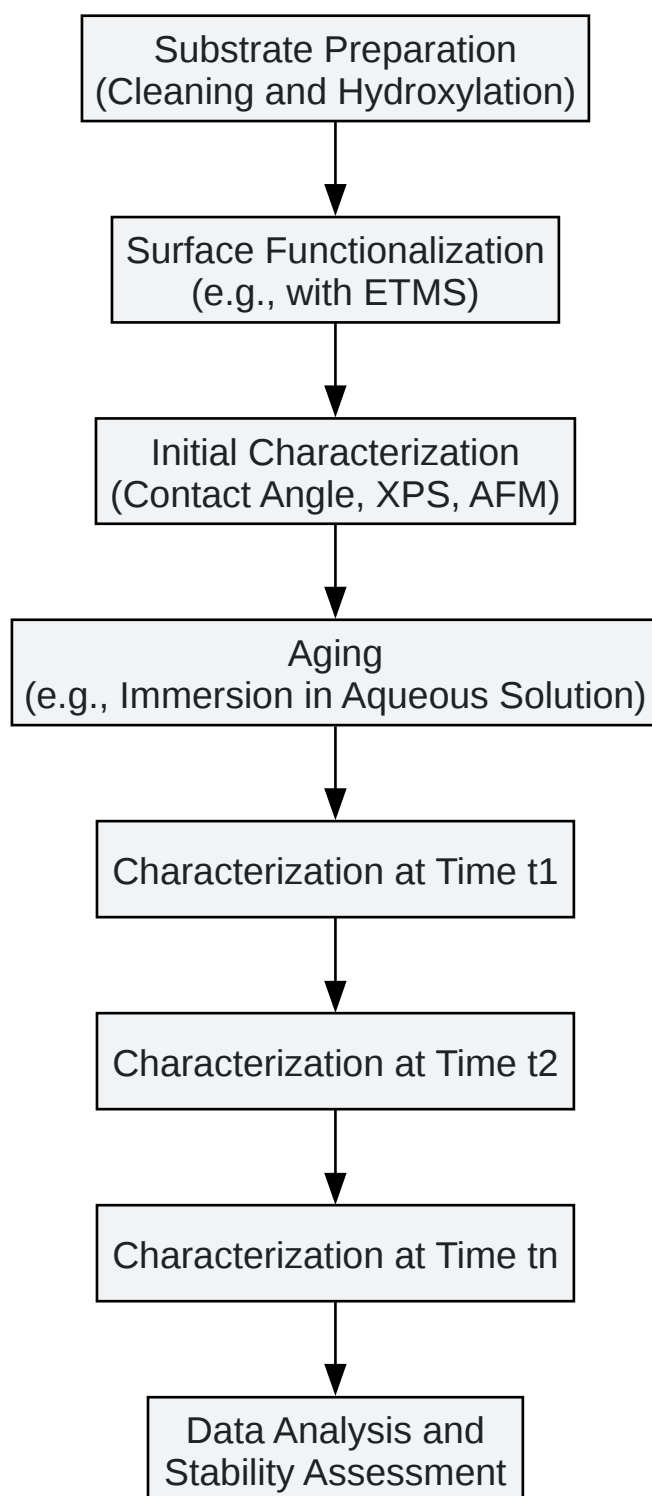 Substrate Preparation
(Cleaning and Hydroxylation)
Surface Functionalization
(e.g., with ETMS)
Initial Characterization
(Contact Angle, XPS, AFM)
Aging
(e.g., Immersion in Aqueous Solution)
Characterization at Time t1
Characterization at Time t2
Characterization at Time tn
Data Analysis and
Stability Assessment